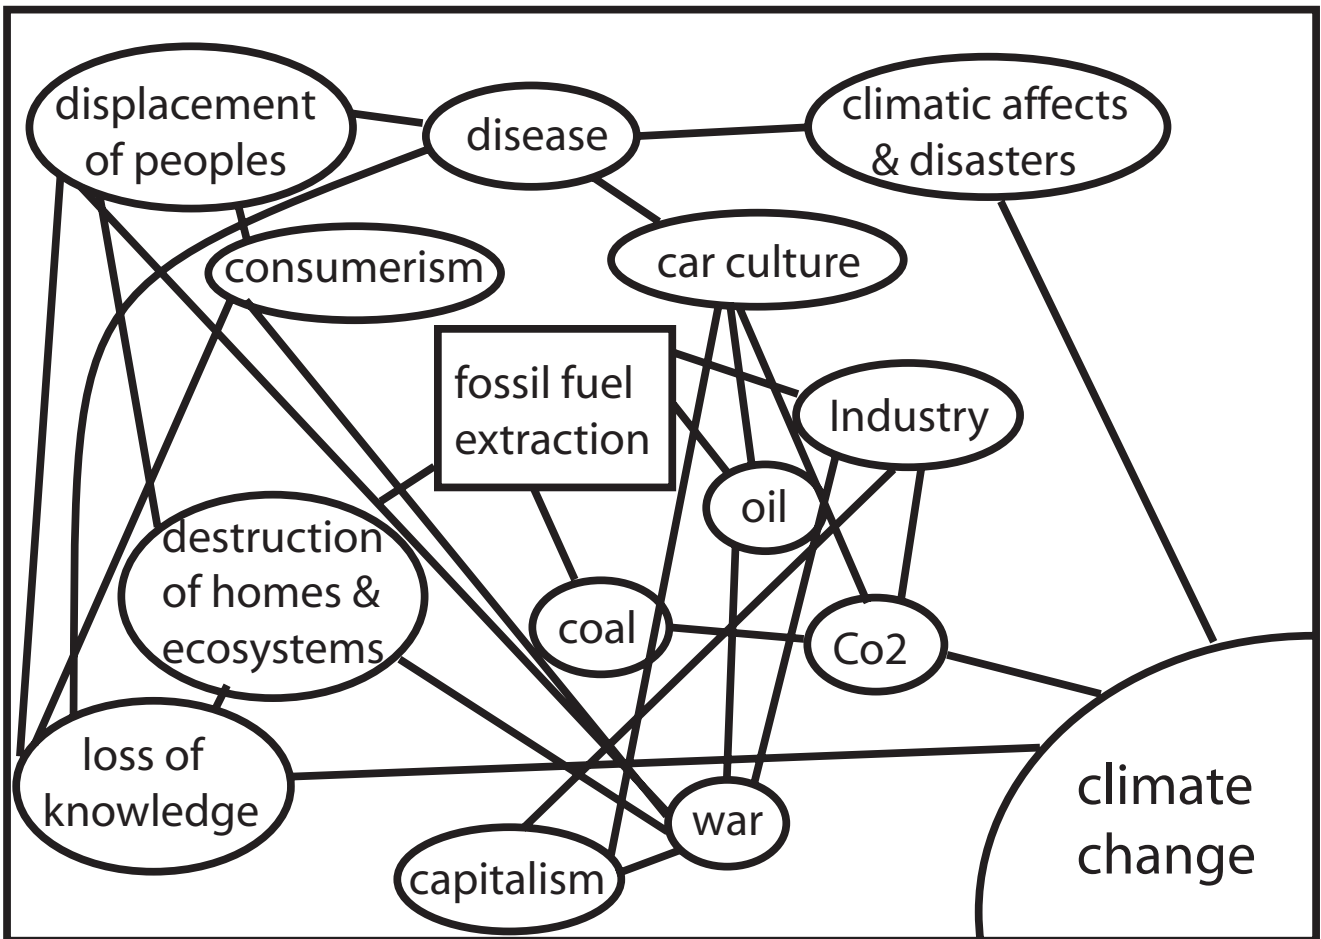 displacement
of peoples
disease
climatic affects
& disasters
consumerism
car culture
fossil fuel
extraction
Industry
oil
destruction
of homes &
ecosystems
coal
Co2
loss of
knowledge
war
capitalism
climate
change